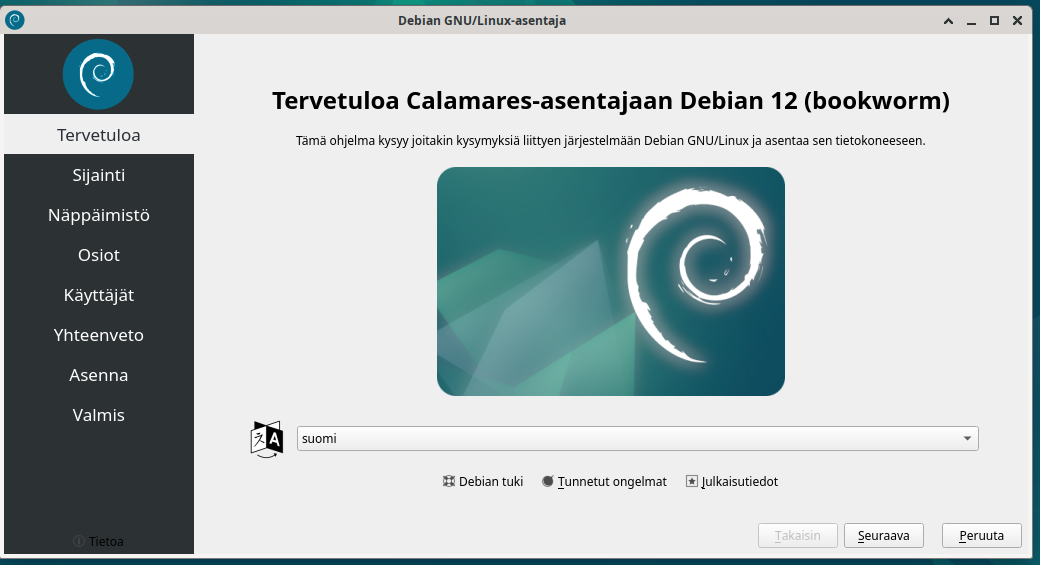 Debian GNU/Linux-asentaja
Tervetuloa
Sijainti
Näppäimistö
Osiot
Käyttäjät
Yhteenveto
Asenna
Valmis
Tietoa
Tervetuloa Calamares-asentajaan Debian 12 (bookworm)
Tämä ohjelma kysyy joitakin kysymyksiä liittyen järjestelmään Debian GNU/Linux ja asentaa sen tietokoneeseen.
suomi
Debian tuki
Tunnetut ongelmat
Julkaisutiedot
Takaisin
Seuraava
Peruuta